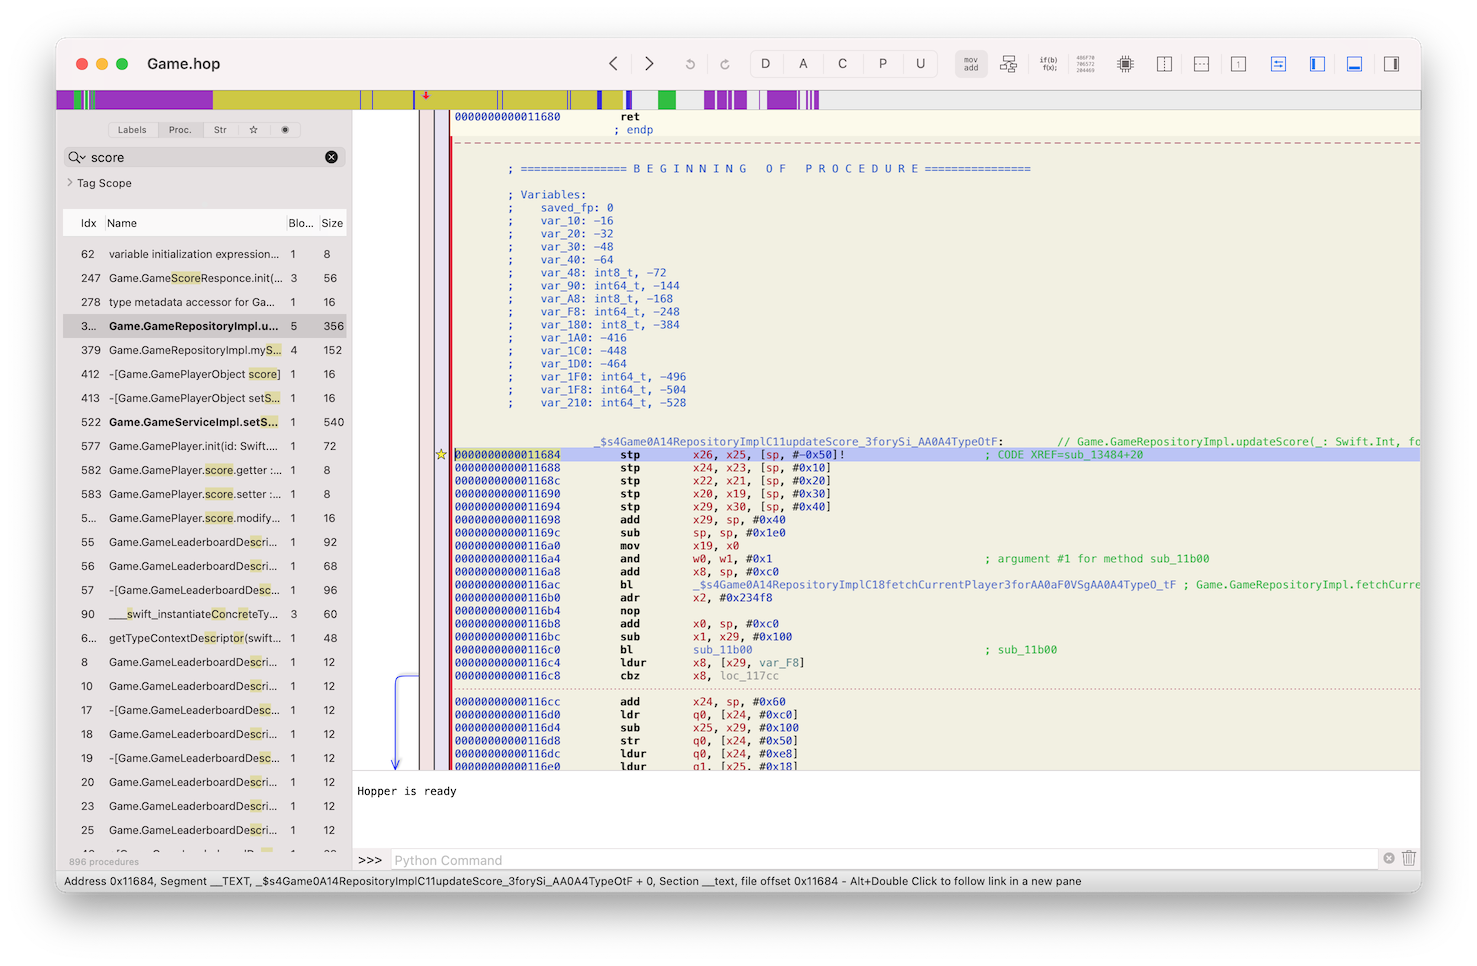 Game.hop
D A C P U
mov add
if(b) f(x);
Labels Proc. Str
score
Tag Scope
Idx Name Blo... Size
62 variable initialization expression... 1 8
247 Game.GameScoreResponce.init(... 3 56
278 type metadata accessor for Ga... 1 16
3... Game.GameRepositoryImpl.u... 5 356
379 Game.GameRepositoryImpl.myS... 4 152
412 -[Game.GamePlayerObject score] 1 16
413 -[Game.GamePlayerObject setS... 1 16
522 Game.GameServiceImpl.setS... 1 540
577 Game.GamePlayer.init(id: Swift.... 1 72
582 Game.GamePlayer.score.getter :... 1 8
583 Game.GamePlayer.score.setter :... 1 8
5... Game.GamePlayer.score.modify... 1 16
55 Game.GameLeaderboardDescri... 1 92
56 Game.GameLeaderboardDescri... 1 68
57 -[Game.GameLeaderboardDesc... 1 96
90 ___swift_instantiateConcreteTy... 3 60
6... getTypeContextDescriptor(swift... 1 48
8 Game.GameLeaderboardDescri... 1 12
10 Game.GameLeaderboardDescri... 1 12
17 -[Game.GameLeaderboardDesc... 1 12
18 Game.GameLeaderboardDescri... 1 12
19 -[Game.GameLeaderboardDesc... 1 12
20 Game.GameLeaderboardDescri... 1 12
23 Game.GameLeaderboardDescri... 1 12
25 Game.GameLeaderboardDescri... 1 12
896 procedures
0000000000011680 ret
; endp
; ================ B E G I N N I N G   O F   P R O C E D U R E ================
; Variables:
; saved_fp: 0
; var_10: -16
; var_20: -32
; var_30: -48
; var_40: -64
; var_48: int8_t, -72
; var_90: int64_t, -144
; var_A8: int8_t, -168
; var_F8: int64_t, -248
; var_180: int8_t, -384
; var_1A0: -416
; var_1C0: -448
; var_1D0: -464
; var_1F0: int64_t, -496
; var_1F8: int64_t, -504
; var_210: int64_t, -528
_$s4Game0A14RepositoryImplC11updateScore_3forySi_AA0A4TypeOtF: // Game.GameRepositoryImpl.updateScore(_: Swift.Int, fo
0000000000011684 stp x26, x25, [sp, #-0x50]! ; CODE XREF=sub_13484+20
0000000000011688 stp x24, x23, [sp, #0x10]
000000000001168c stp x22, x21, [sp, #0x20]
0000000000011690 stp x20, x19, [sp, #0x30]
0000000000011694 stp x29, x30, [sp, #0x40]
0000000000011698 add x29, sp, #0x40
000000000001169c sub sp, sp, #0x1e0
00000000000116a0 mov x19, x0
00000000000116a4 and w0, w1, #0x1 ; argument #1 for method sub_11b00
00000000000116a8 add x8, sp, #0xc0
00000000000116ac bl _$s4Game0A14RepositoryImplC18fetchCurrentPlayer3forAA0aF0VSgAA0A4TypeO_tF ; Game.GameRepositoryImpl.fetchCurre
00000000000116b0 adr x2, #0x234f8
00000000000116b4 nop
00000000000116b8 add x0, sp, #0xc0
00000000000116bc sub x1, x29, #0x100
00000000000116c0 bl sub_11b00 ; sub_11b00
00000000000116c4 ldur x8, [x29, var_F8]
00000000000116c8 cbz x8, loc_117cc
00000000000116cc add x24, sp, #0x60
00000000000116d0 ldr q0, [x24, #0xc0]
00000000000116d4 sub x25, x29, #0x100
00000000000116d8 str q0, [x24, #0x50]
00000000000116dc ldur q0, [x24, #0xe8]
00000000000116e0 ldur q1, [x25, #0x18]
Hopper is ready
>>> Python Command
Address 0x11684, Segment __TEXT, _$s4Game0A14RepositoryImplC11updateScore_3forySi_AA0A4TypeOtF + 0, Section __text, file offset 0x11684 - Alt+Double Click to follow link in a new pane